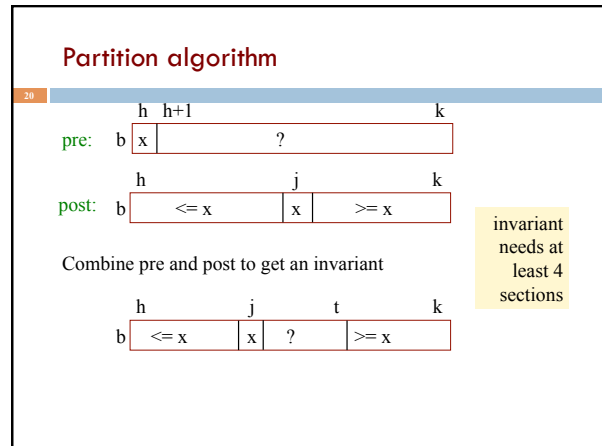 Partition algorithm
20
h h+1 k
pre: b x ?
h j k
post: b <= x x >= x
invariant
needs at
least 4
sections
Combine pre and post to get an invariant
h j t k
b <= x x ? >= x